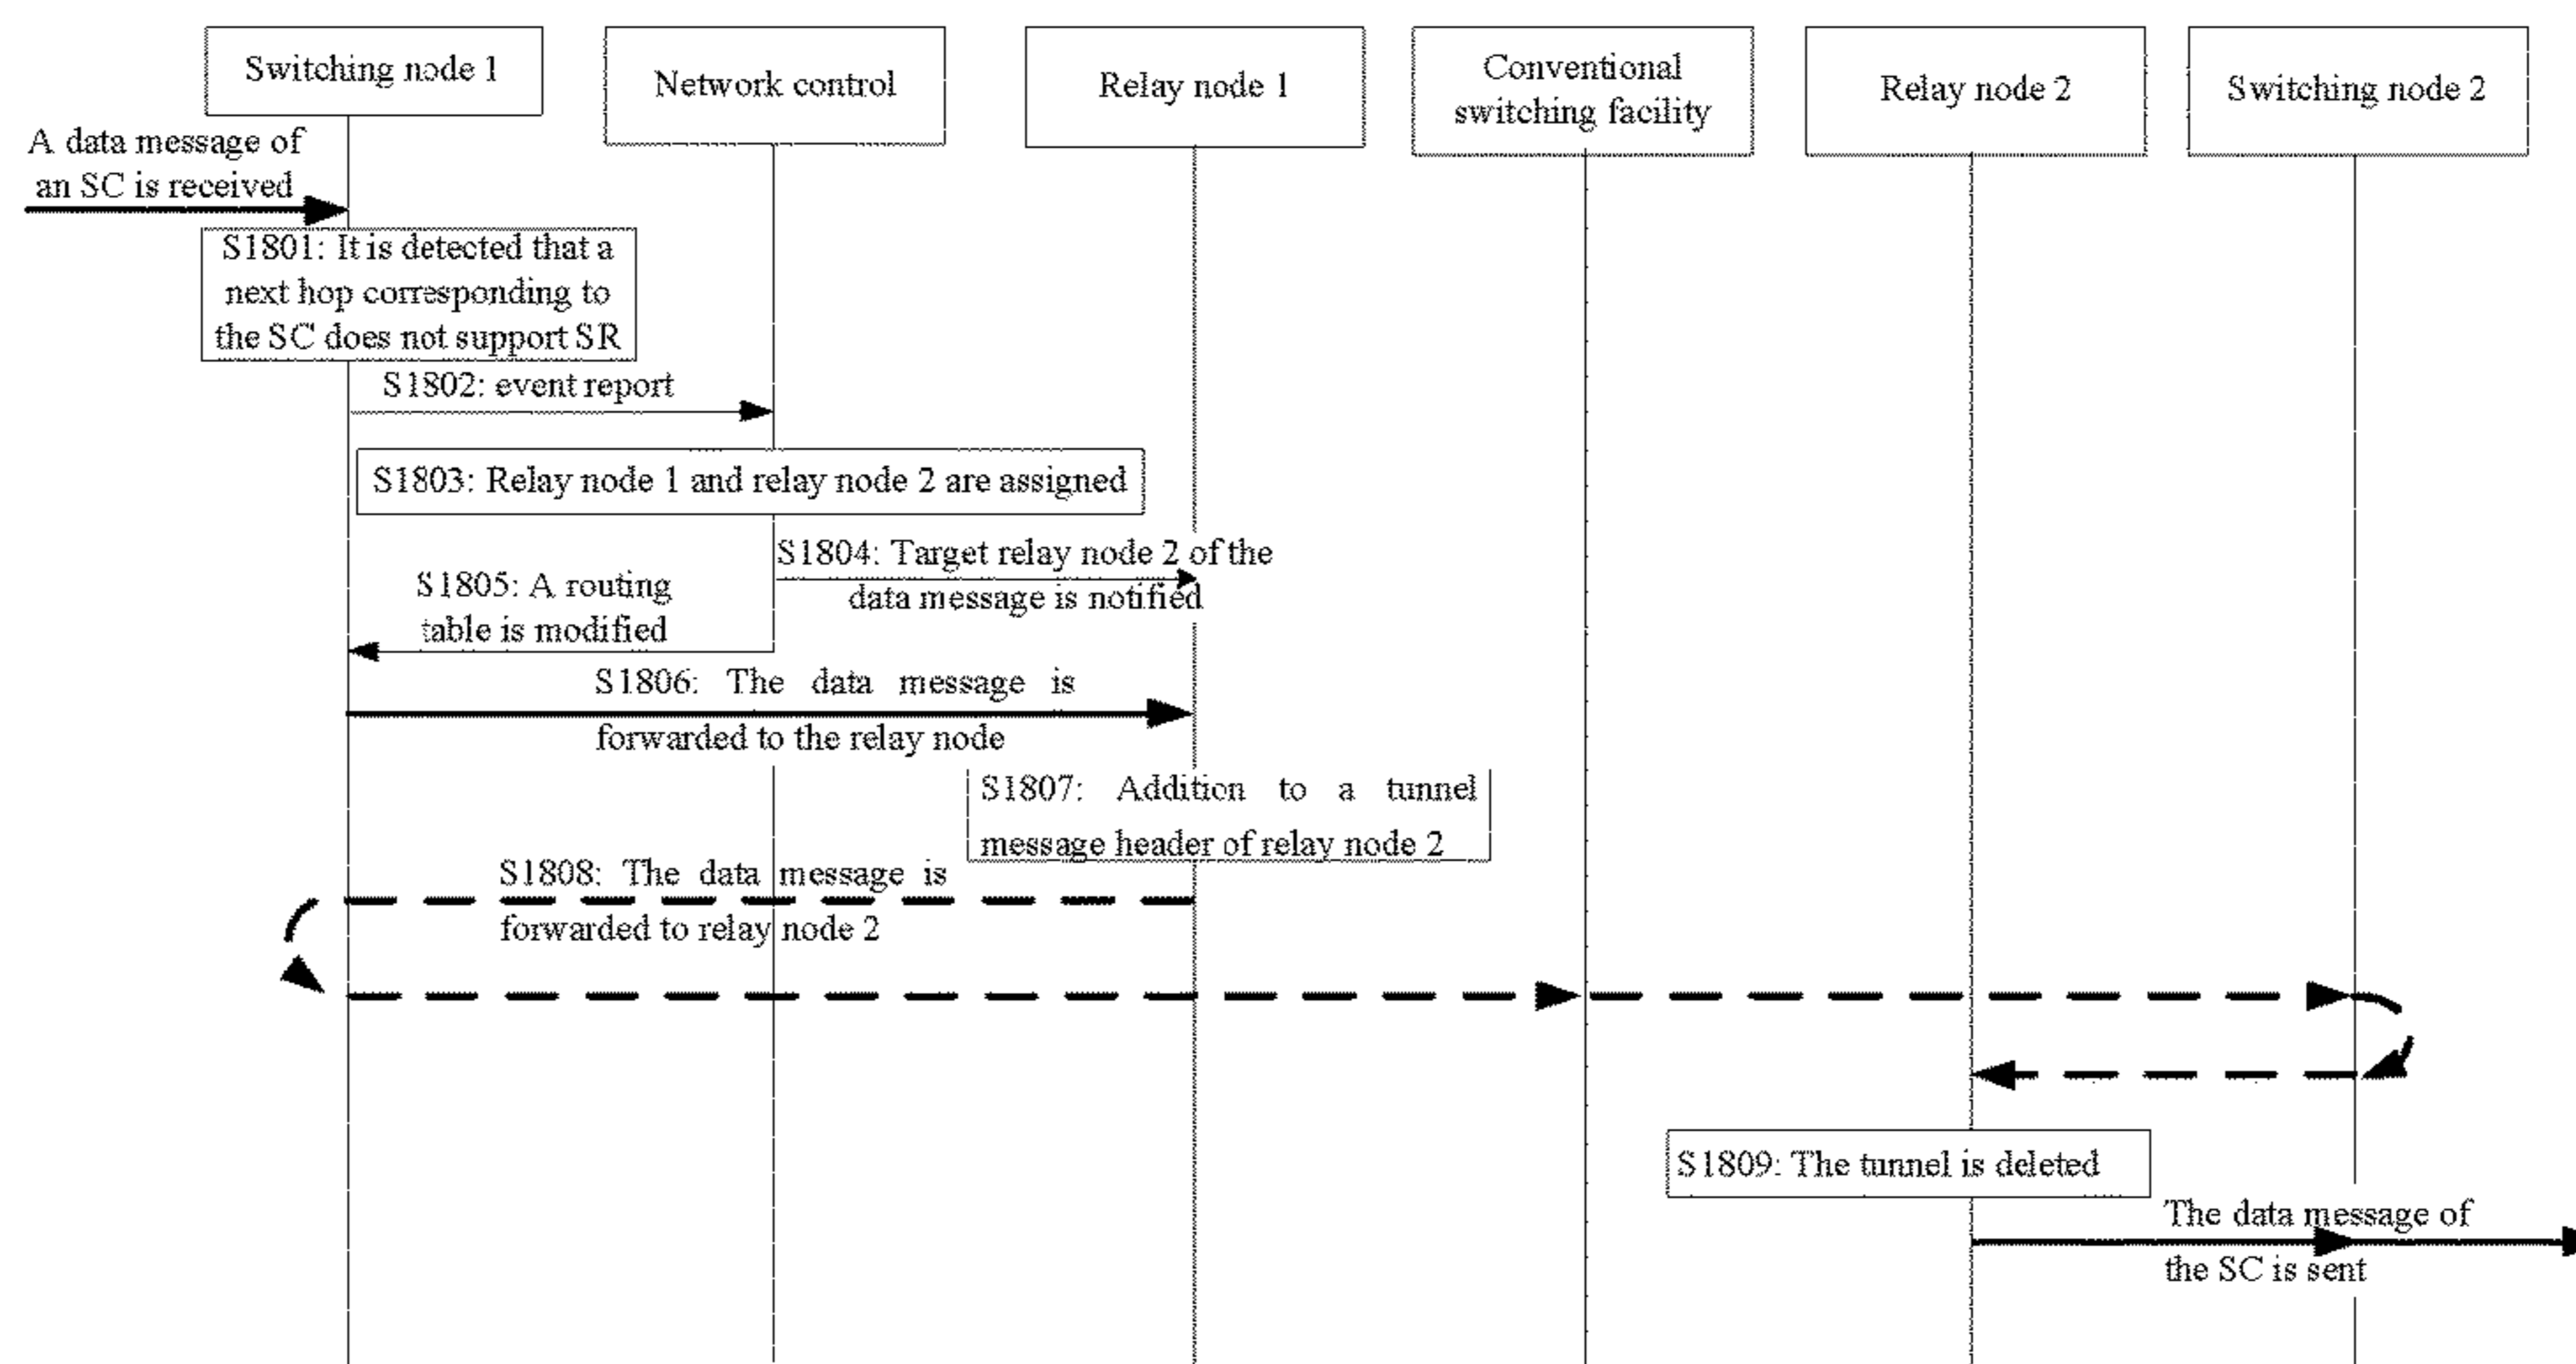 Switching node 1
Network control
Relay node 1
Conventional
switching facility
Relay node 2
Switching node 2
A data message of
an SC is received
S1801: It is detected that a
next hop corresponding to
the SC does not support SR
S1802: event report
S1803: Relay node 1 and relay node 2 are assigned
S1804: Target relay node 2 of the
data message is notified
S1805: A routing
table is modified
S1806: The data message is
forwarded to the relay node
S1807: Addition to a tunnel
message header of relay node 2
S1808: The data message is
forwarded to relay node 2
S1809: The tunnel is deleted
The data message of
the SC is sent